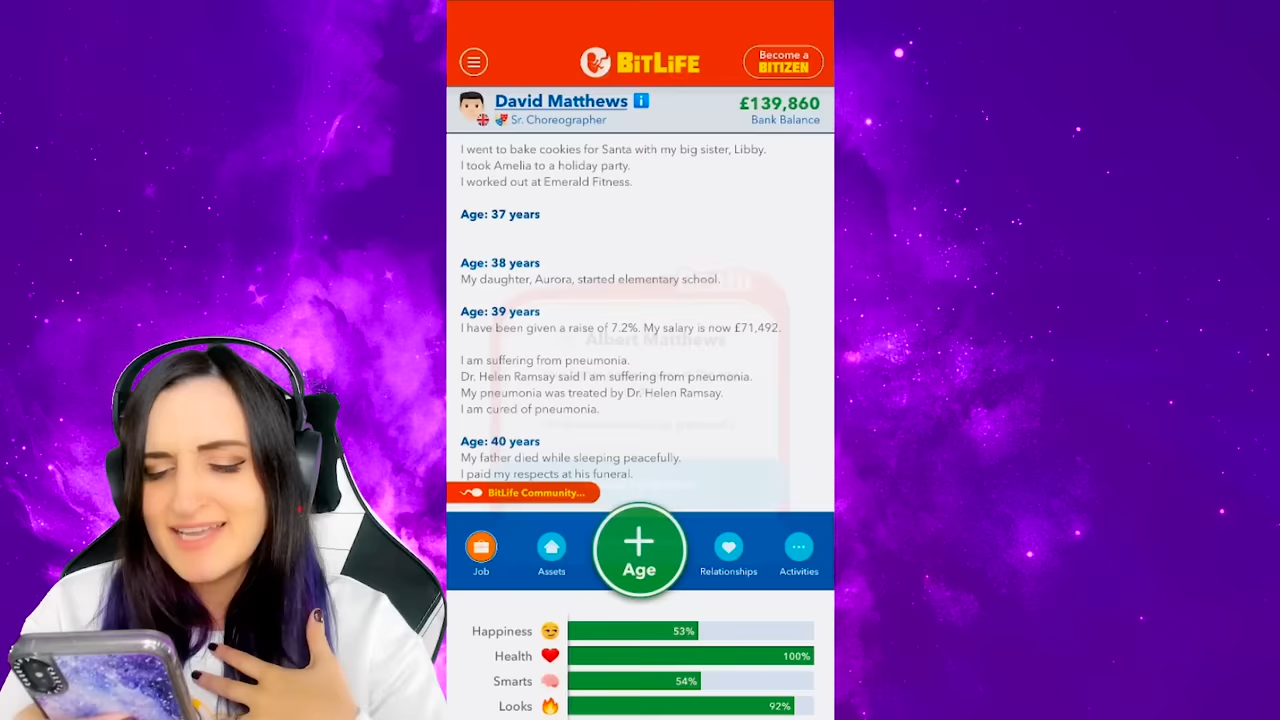 BITLIFE
Become a
BITIZEN
David Matthews
£139,860
Sr. Choreographer
Bank Balance
I went to bake cookies for Santa with my big sister, Libby.
I took Amelia to a holiday party.
I worked out at Emerald Fitness.
Age: 37 years
Age: 38 years
My daughter, Aurora, started elementary school.
Age: 39 years
I have been given a raise of 7.2%. My salary is now £71,492.
Albert Matthews
I am suffering from pneumonia.
Dr. Helen Ramsay said I am suffering from pneumonia.
My pneumonia was treated by Dr. Helen Ramsay.
I am cured of pneumonia.
Age: 40 years
My father died while sleeping peacefully.
I paid my respects at his funeral.
BitLife Community...
Job
Assets
+
Age
Relationships
Activities
Happiness
53%
Health
100%
Smarts
54%
Looks
92%